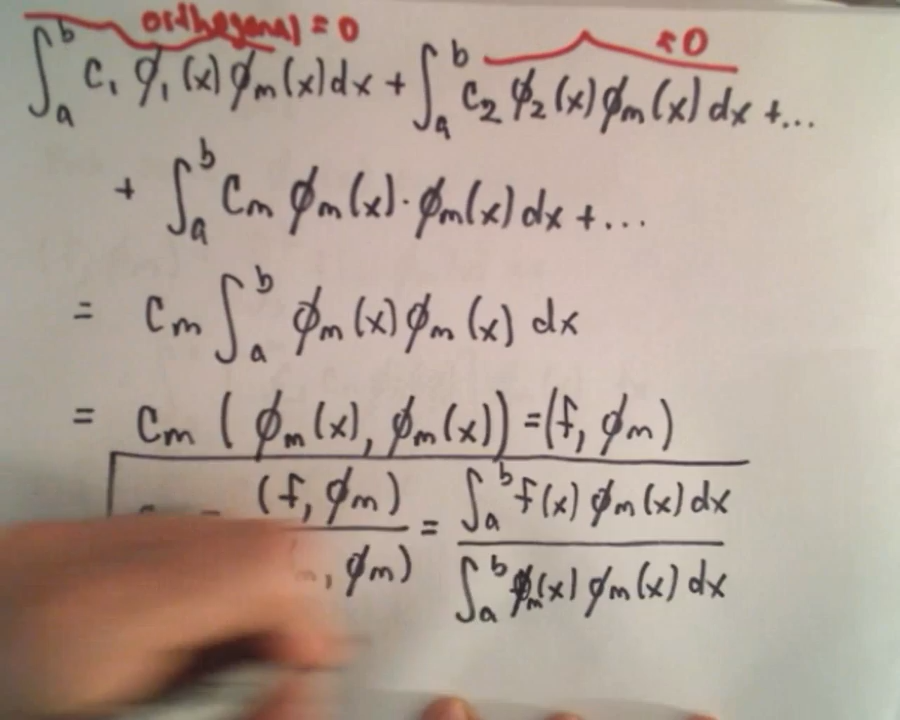 orthogonal = 0 = 0
∫_a^b c₁ φ₁(x) φ_m(x) dx + ∫_a^b c₂ φ₂(x) φ_m(x) dx + ...
+ ∫_a^b c_m φ_m(x) · φ_m(x) dx + ...
= c_m ∫_a^b φ_m(x) φ_m(x) dx
= c_m ( φ_m(x), φ_m(x)) = (f, φ_m)
(f, φ_m) = ∫_a^b f(x) φ_m(x) dx
, φ_m) ∫_a^b φ_m(x) φ_m(x) dx